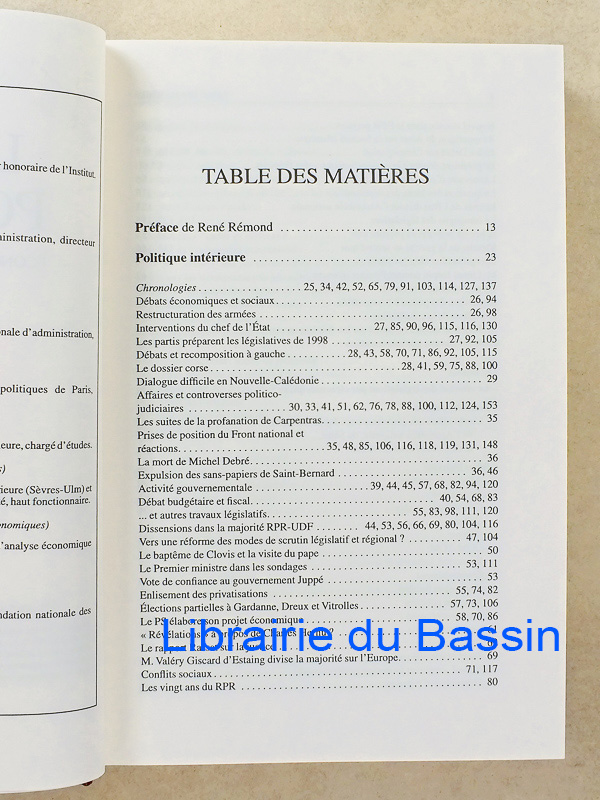 honoraire de l'Institut.
ministration, directeur
onale d'administration,
politiques de Paris,
ieure, chargé d'études.
s)
rieure (Sèvres-Ulm) et
é, haut fonctionnaire.
onomiques)
d'analyse économique
ndation nationale des
TABLE DES MATIÈRES
Préface de René Rémond 13
Politique intérieure 23
Chronologies 25, 34, 42, 52, 65, 79, 91, 103, 114, 127, 137
Débats économiques et sociaux 26, 94
Restructuration des armées 26, 98
Interventions du chef de l'État 27, 85, 90, 96, 115, 116, 130
Les partis préparent les législatives de 1998 27, 92, 105
Débats et recomposition à gauche 28, 43, 58, 70, 71, 86, 92, 105, 115
Le dossier corse 28, 41, 59, 75, 88, 100
Dialogue difficile en Nouvelle-Calédonie 29
Affaires et controverses politico-
judiciaires 30, 33, 41, 51, 62, 76, 78, 88, 100, 112, 124, 153
Les suites de la profanation de Carpentras 35
Prises de position du Front national et
réactions 35, 48, 85, 106, 116, 118, 119, 131, 148
La mort de Michel Debré 36
Expulsion des sans-papiers de Saint-Bernard 36, 46
Activité gouvernementale 39, 44, 45, 57, 68, 82, 94, 120
Débat budgétaire et fiscal 40, 54, 68, 83
... et autres travaux législatifs 55, 83, 98, 111, 120
Dissensions dans la majorité RPR-UDF 44, 53, 56, 66, 69, 80, 104, 116
Vers une réforme des modes de scrutin législatif et régional ? 47, 104
Le baptême de Clovis et la visite du pape 50
Le Premier ministre dans les sondages 53, 111
Vote de confiance au gouvernement Juppé 53
Enlisement des privatisations 55, 74, 82
Élections partielles à Gardanne, Dreux et Vitrolles 57, 73, 106
Le PS élabore son projet économique 58, 70, 86
« Révélations » à propos de Charles
Le rapport sur la
Librairie du Bassin
M. Valéry Giscard d'Estaing divise la majorité sur l'Europe 69
Conflits sociaux 71, 117
Les vingt ans du RPR 80